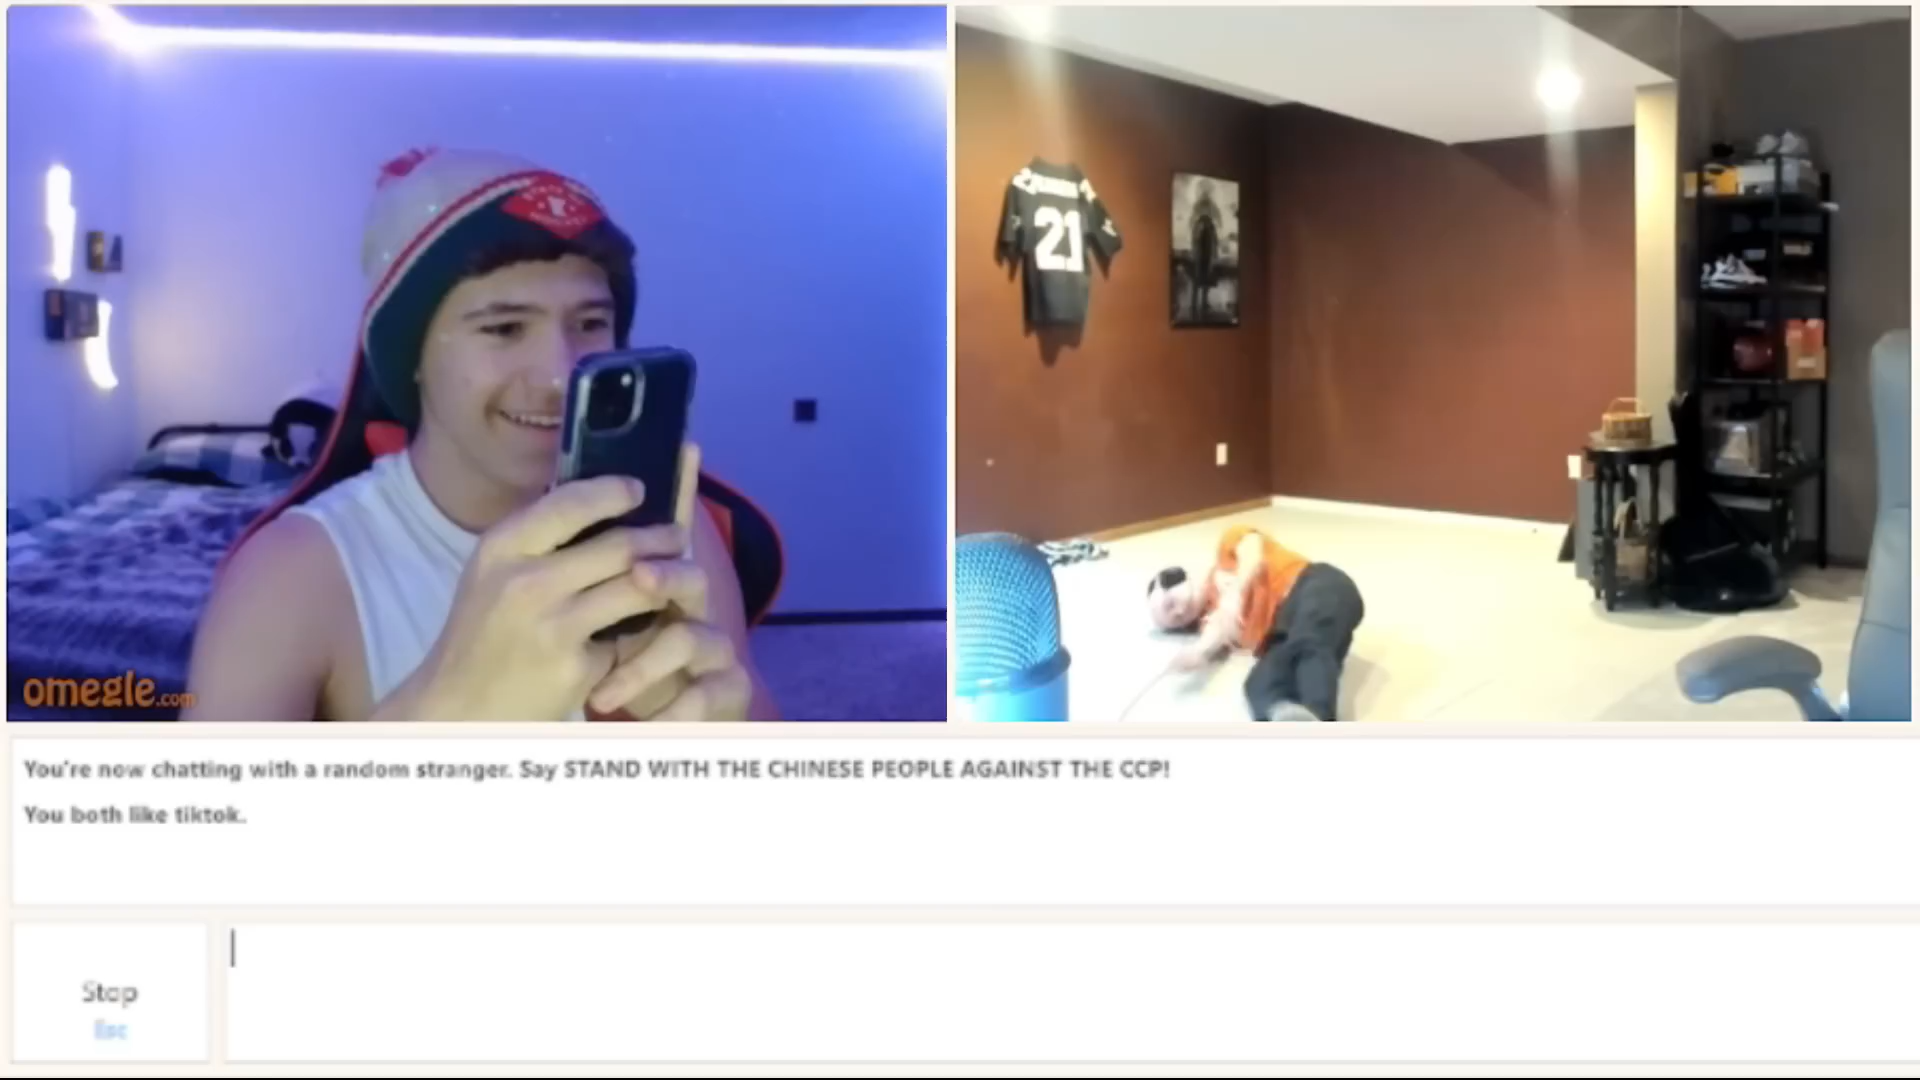 21
omegle.com
You're now chatting with a random stranger. Say STAND WITH THE CHINESE PEOPLE AGAINST THE CCP!
You both like tiktok.
Stop
Esc